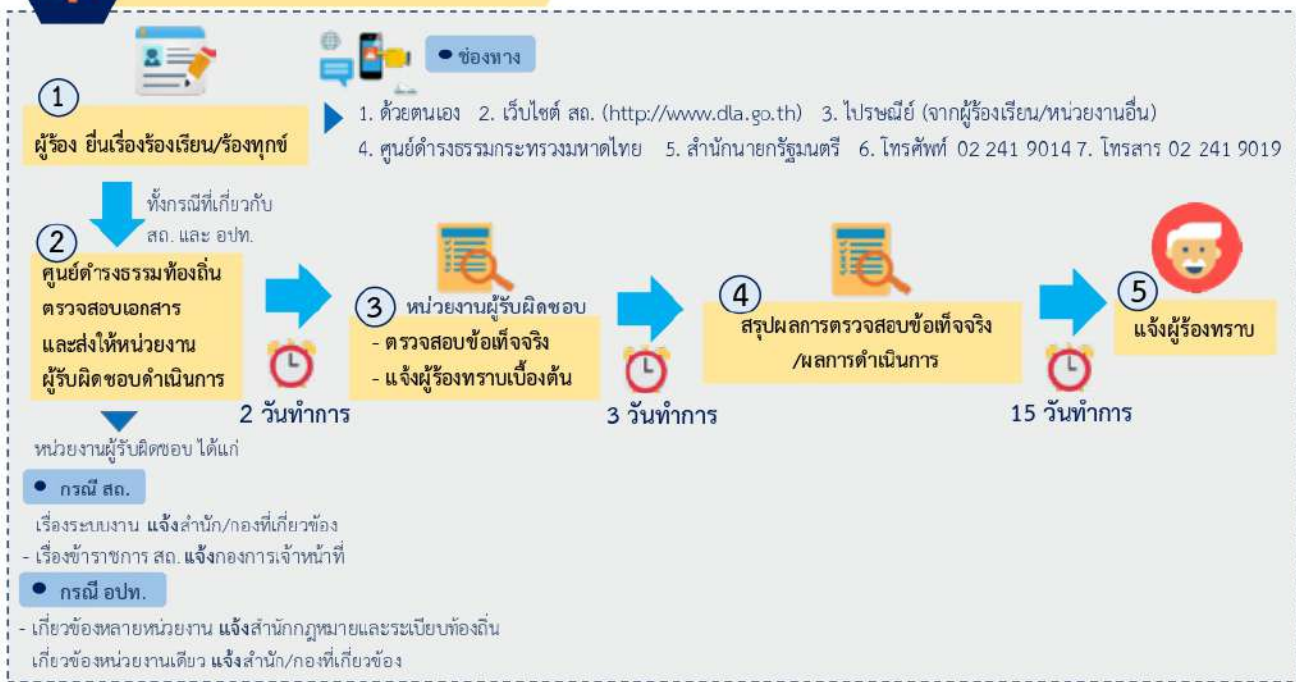 ช่องทาง
1
ผู้ร้อง ยื่นเรื่องร้องเรียน/ร้องทุกข์
1. ด้วยตนเอง 2. เว็บไซต์ สถ. (http://www.dla.go.th) 3. ไปรษณีย์ (จากผู้ร้องเรียน/หน่วยงานอื่น)
4. ศูนย์ดำรงธรรมกระทรวงมหาดไทย 5. สำนักนายกรัฐมนตรี 6. โทรศัพท์ 02 241 9014 7. โทรสาร 02 241 9019
ทั้งกรณีที่เกี่ยวกับ
สถ. และ อปท.
2
ศูนย์ดำรงธรรมท้องถิ่น
ตรวจสอบเอกสาร
และส่งให้หน่วยงาน
ผู้รับผิดชอบดำเนินการ
2 วันทำการ
3 หน่วยงานผู้รับผิดชอบ
- ตรวจสอบข้อเท็จจริง
- แจ้งผู้ร้องทราบเบื้องต้น
3 วันทำการ
4
สรุปผลการตรวจสอบข้อเท็จจริง
/ผลการดำเนินการ
15 วันทำการ
5
แจ้งผู้ร้องทราบ
หน่วยงานผู้รับผิดชอบ ได้แก่
กรณี สถ.
เรื่องระบบงาน แจ้งสำนัก/กองที่เกี่ยวข้อง
- เรื่องข้าราชการ สถ. แจ้งกองการเจ้าหน้าที่
กรณี อปท.
- เกี่ยวข้องหลายหน่วยงาน แจ้งสำนักกฎหมายและระเบียบท้องถิ่น
เกี่ยวข้องหน่วยงานเดียว แจ้งสำนัก/กองที่เกี่ยวข้อง